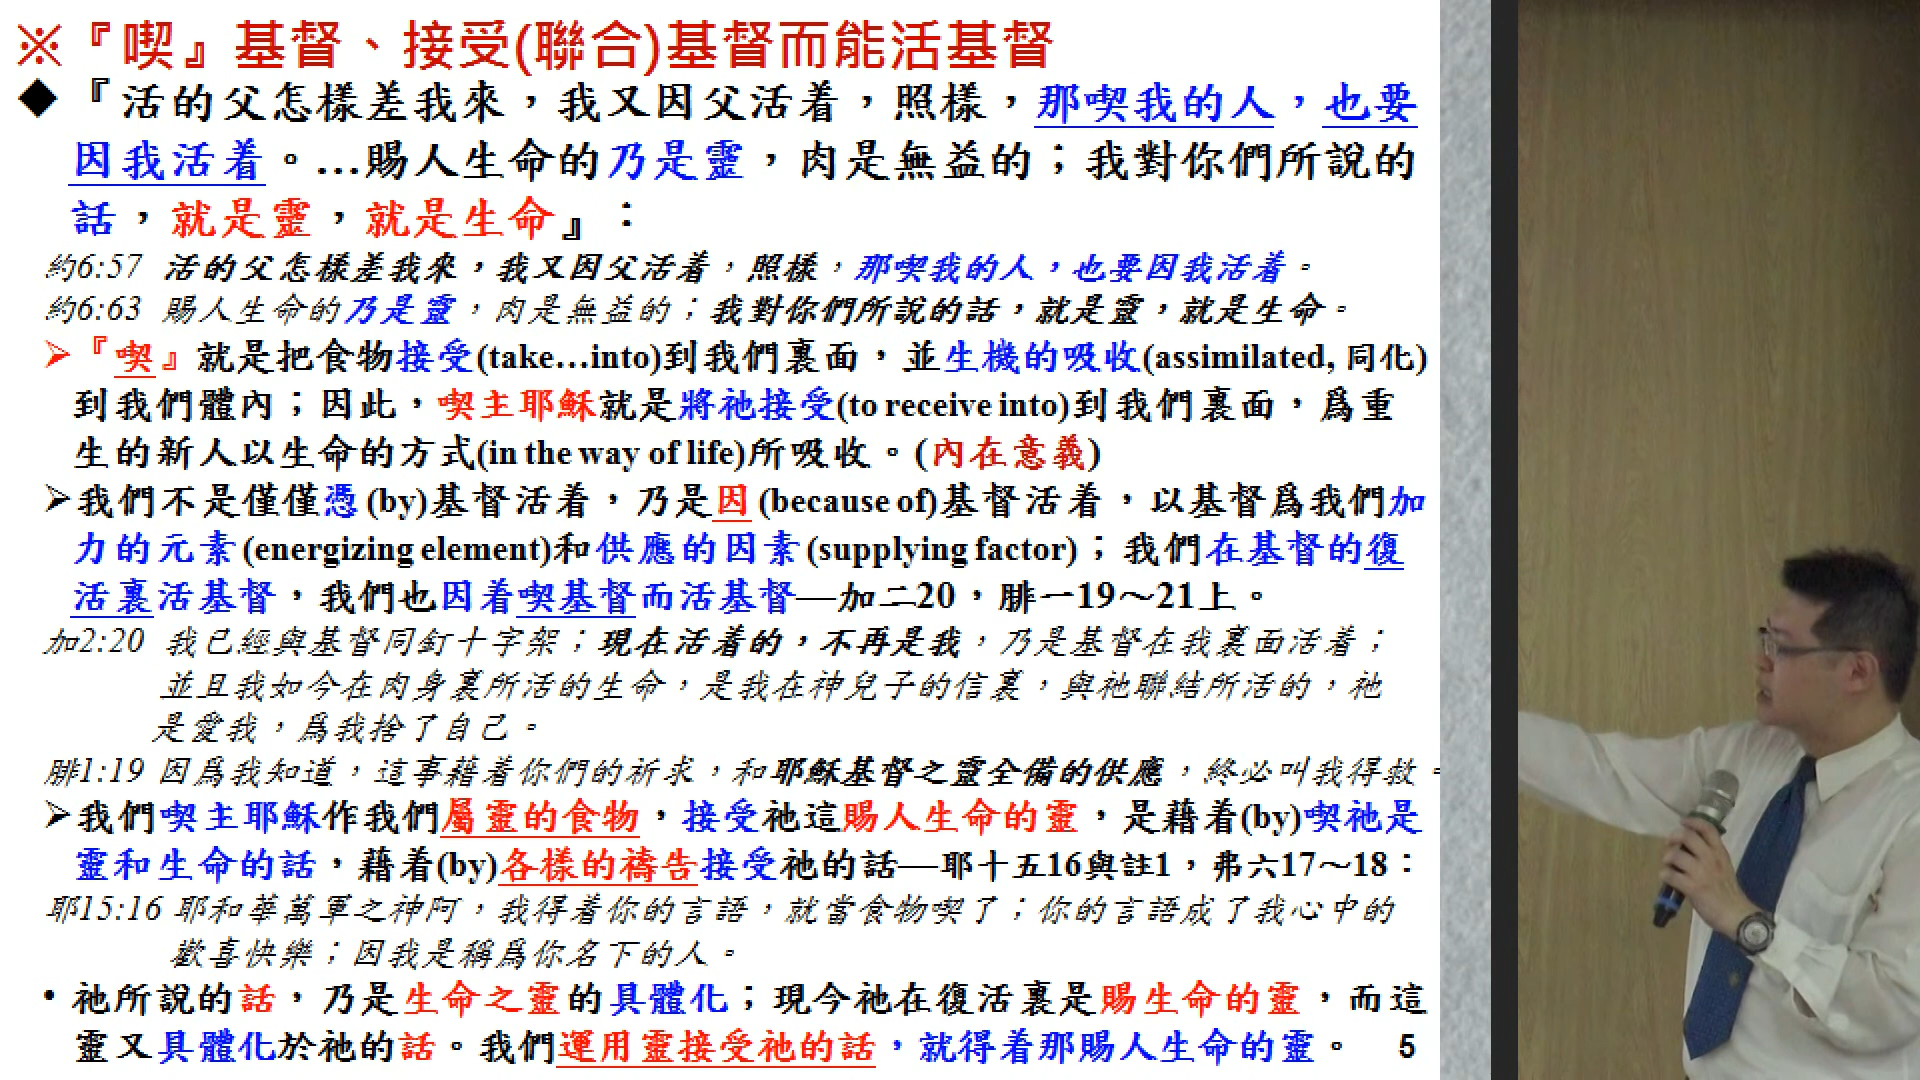 ※『喫』基督、接受(聯合)基督而能活基督
◆『活的父怎樣差我來，我又因父活着，照樣，那喫我的人，也要
因我活着。…賜人生命的乃是靈，肉是無益的；我對你們所說的
話，就是靈，就是生命』：
約6:57 活的父怎樣差我來，我又因父活着，照樣，那喫我的人，也要因我活着。
約6:63 賜人生命的乃是靈，肉是無益的；我對你們所說的話，就是靈，就是生命。
➢『喫』就是把食物接受(take…into)到我們裏面，並生機的吸收(assimilated, 同化)
到我們體內；因此，喫主耶穌就是將祂接受(to receive into)到我們裏面，爲重
生的新人以生命的方式(in the way of life)所吸收。(內在意義)
➢我們不是僅僅憑(by)基督活着，乃是因(because of)基督活着，以基督爲我們加
力的元素(energizing element)和供應的因素(supplying factor)；我們在基督的復
活裏活基督，我們也因着喫基督而活基督—加二20，腓一19～21上。
加2:20 我已經與基督同釘十字架；現在活着的，不再是我，乃是基督在我裏面活着；
並且我如今在肉身裏所活的生命，是我在神兒子的信裏，與祂聯結所活的，祂
是愛我，爲我捨了自己。
腓1:19 因爲我知道，這事藉着你們的祈求，和耶穌基督之靈全備的供應，終必叫我得救。
➢我們喫主耶穌作我們屬靈的食物，接受祂這賜人生命的靈，是藉着(by)喫祂是
靈和生命的話，藉着(by)各樣的禱告接受祂的話—耶十五16與註1，弗六17～18：
耶15:16 耶和華萬軍之神阿，我得着你的言語，就當食物喫了；你的言語成了我心中的
歡喜快樂；因我是稱爲你名下的人。
• 祂所說的話，乃是生命之靈的具體化；現今祂在復活裏是賜生命的靈，而這
靈又具體化於祂的話。我們運用靈接受祂的話，就得着那賜人生命的靈。 5